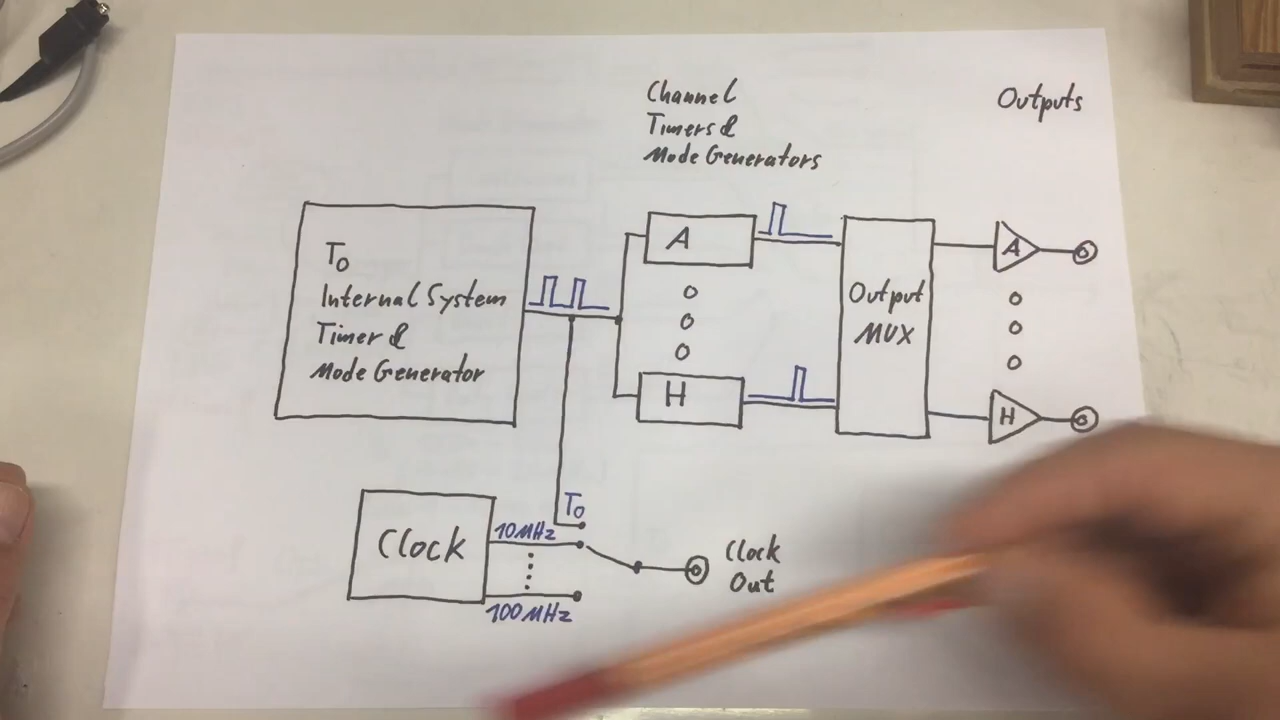 Channel
Timers &
Mode Generators
Outputs
T0
Internal System
Timer &
Mode Generator
A
H
Output
MUX
A
H
Clock
T0
10MHz
100MHz
Clock
Out